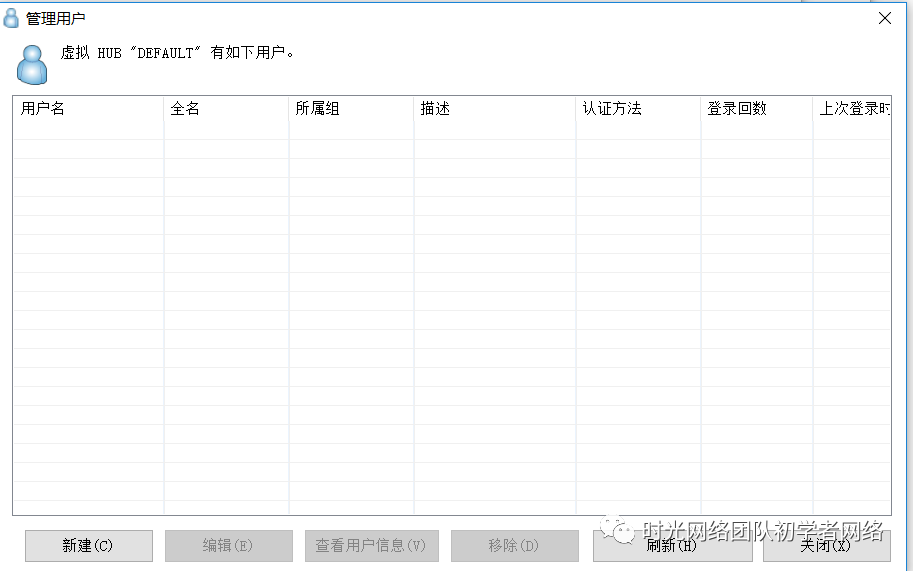 管理用户
虚拟 HUB "DEFAULT" 有如下用户。
用户名 全名 所属组 描述 认证方法 登录回数 上次登录时
时光网络团队初学者网络
新建(C) 编辑(E) 查看用户信息(V) 移除(D) 刷新(H) 关闭(X)